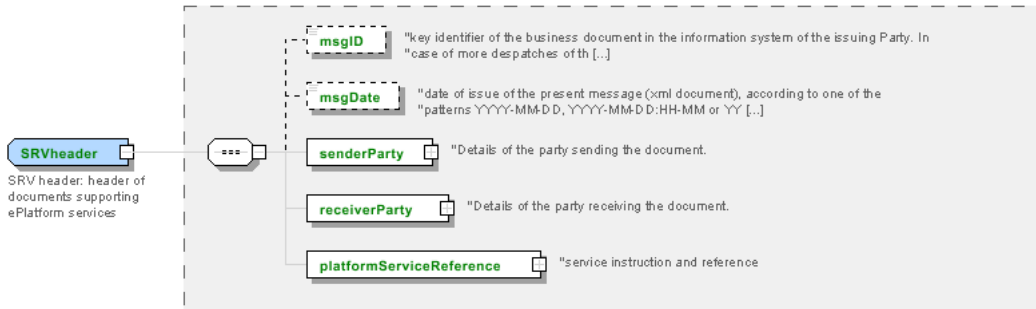 msgID
"key identifier of the business document in the information system of the issuing Party. In
"case of more despatches of th [...]
msgDate
"date of issue of the present message (xml document), according to one of the
"patterns YYYY-MM-DD, YYYY-MM-DD:HH-MM or YY [...]
SRVheader
SRV header: header of
documents supporting
ePlatform services
senderParty
"Details of the party sending the document.
receiverParty
"Details of the party receiving the document.
platformServiceReference
"service instruction and reference